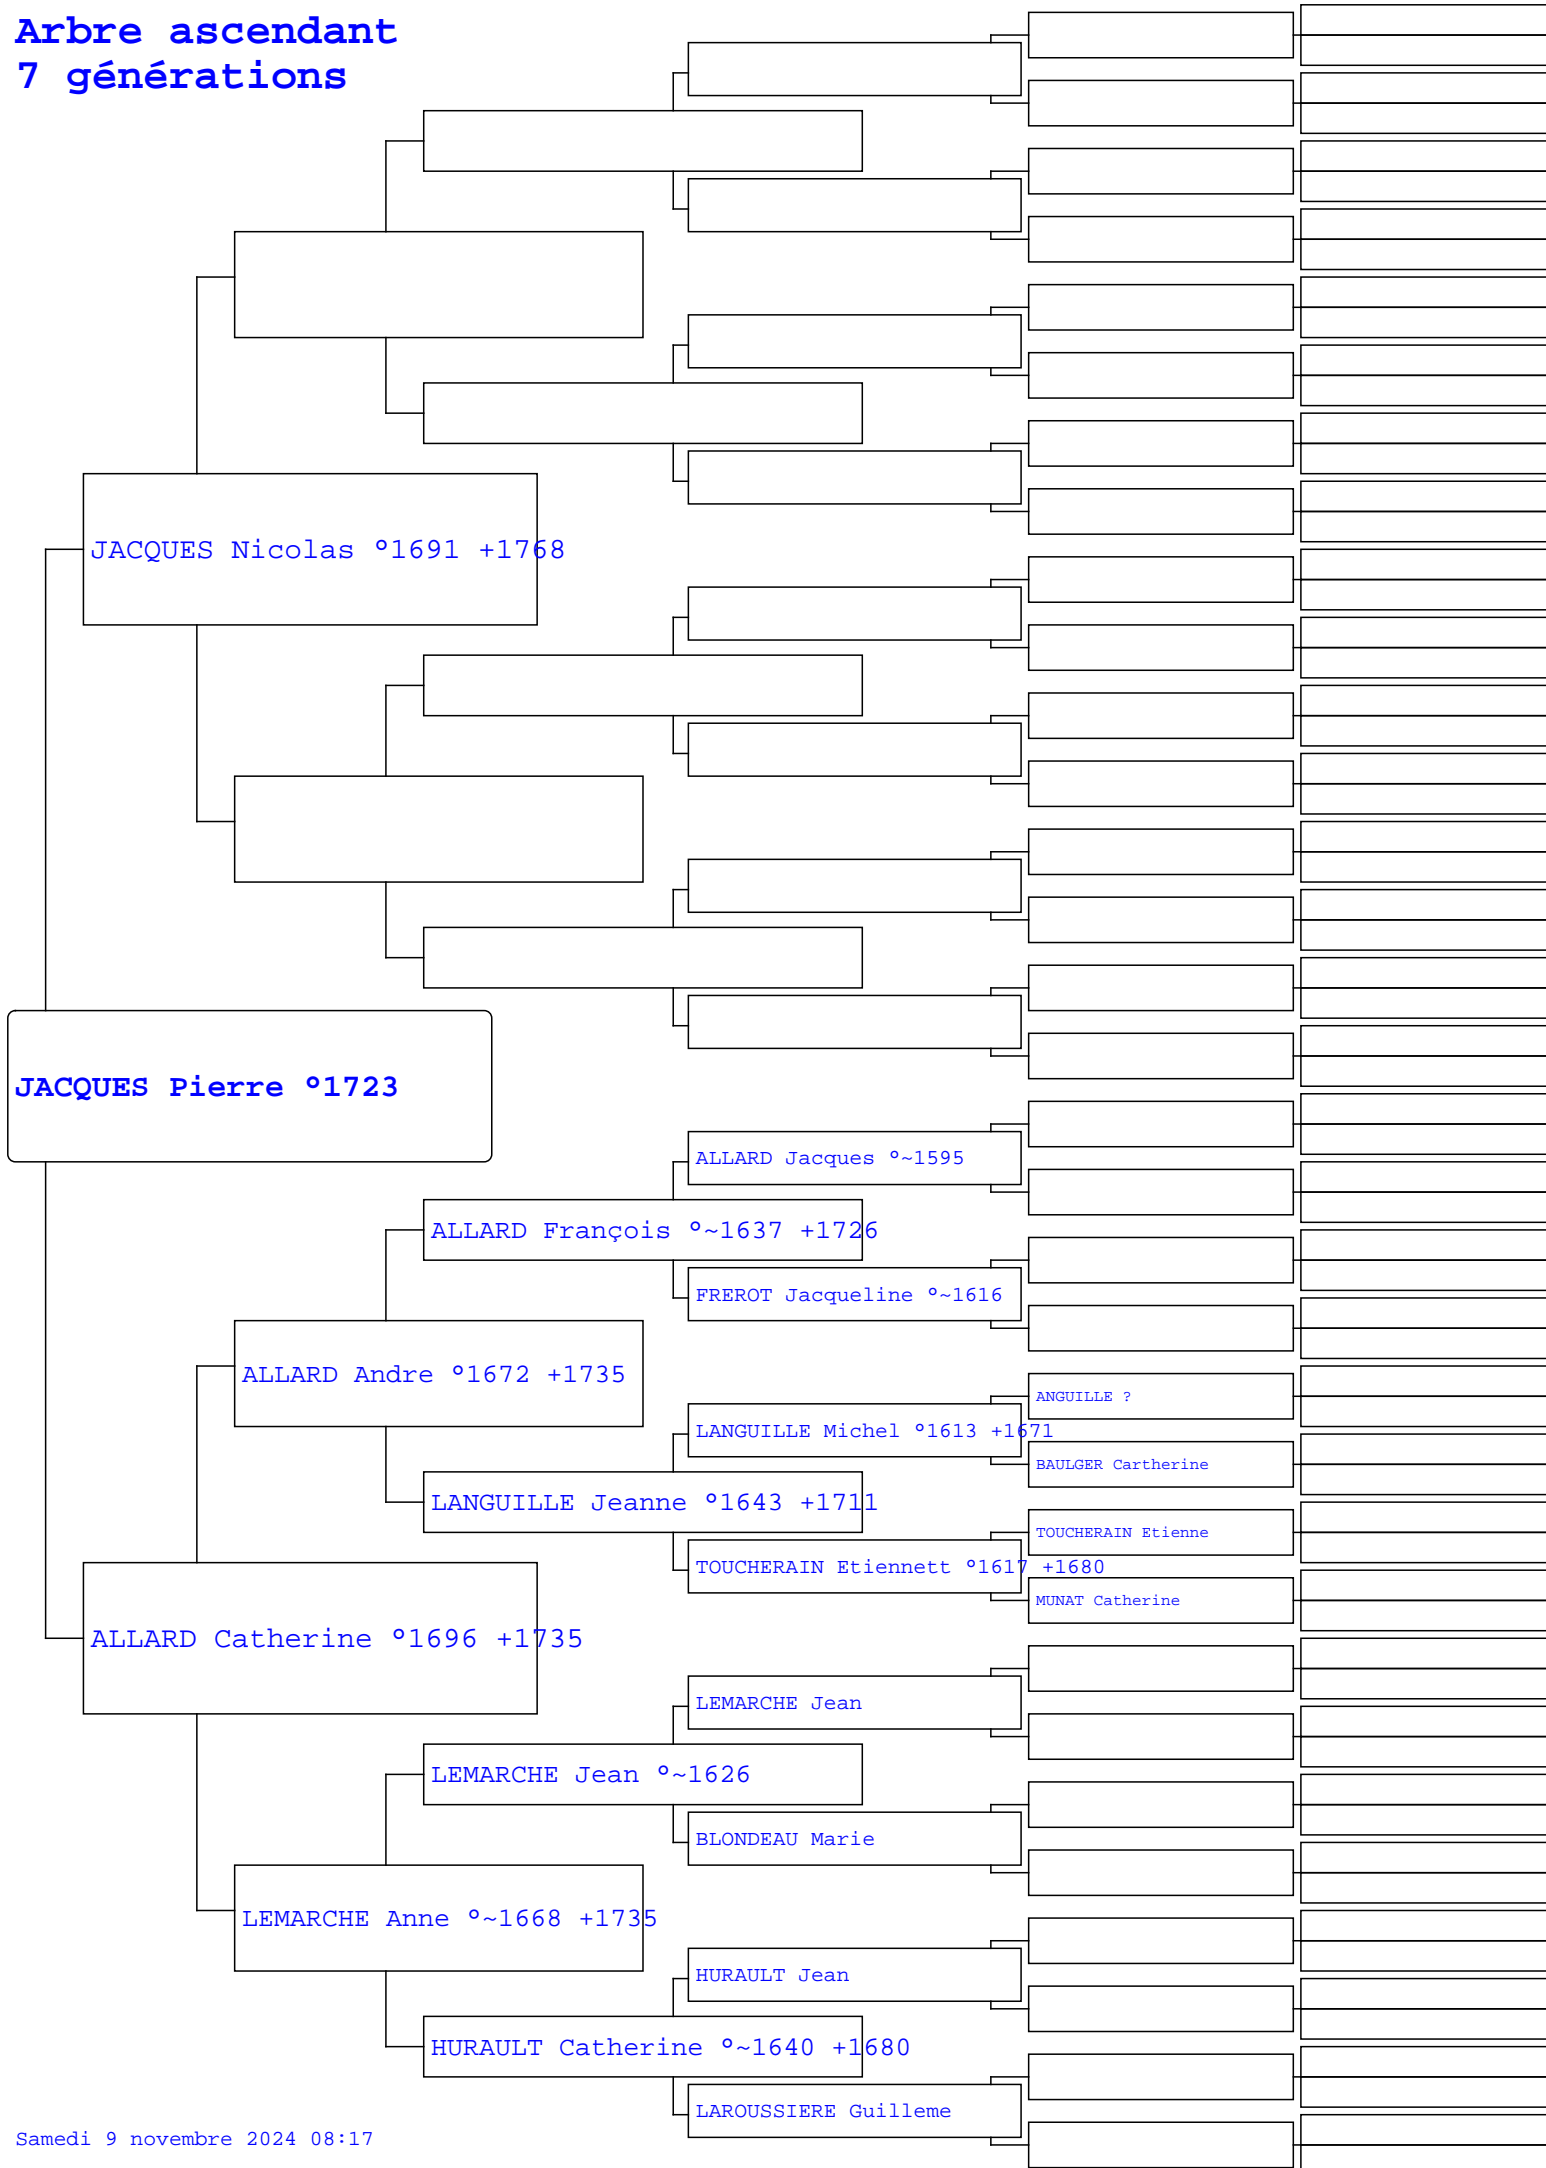 Arbre ascendant
7 générations
JACQUES Nicolas °1691 +1768
JACQUES Pierre °1723
ALLARD Jacques °~1595
ALLARD François °~1637 +1726
FREROT Jacqueline °~1616
ALLARD Andre °1672 +1735
ANGUILLE ?
LANGUILLE Michel °1613 +1671
BAULGER Cartherine
LANGUILLE Jeanne °1643 +1711
TOUCHERAIN Etienne
TOUCHERAIN Etiennett °1617 +1680
MUNAT Catherine
ALLARD Catherine °1696 +1735
LEMARCHE Jean
LEMARCHE Jean °~1626
BLONDEAU Marie
LEMARCHE Anne °~1668 +1735
HURAULT Jean
HURAULT Catherine °~1640 +1680
LAROUSSIERE Guilleme
Samedi 9 novembre 2024 08:17